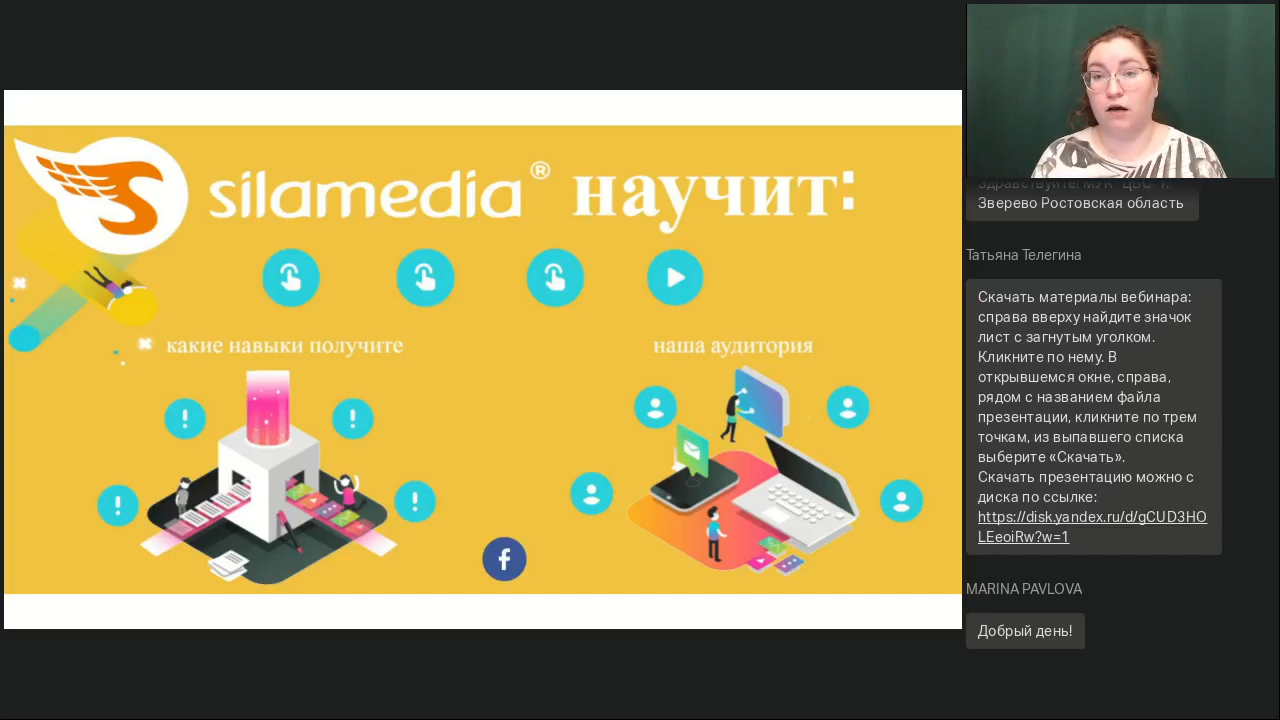 silamedia® научит:
какие навыки получите
наша аудитория
Здравствуйте! МУК "ЦБС" г.
Зверево Ростовская область
Татьяна Телегина
Скачать материалы вебинара:
справа вверху найдите значок
лист с загнутым уголком.
Кликните по нему. В
открывшемся окне, справа,
рядом с названием файла
презентации, кликните по трем
точкам, из выпавшего списка
выберите «Скачать».
Скачать презентацию можно с
диска по ссылке:
https://disk.yandex.ru/d/gCUD3HO
LEeoiRw?w=1
MARINA PAVLOVA
Добрый день!